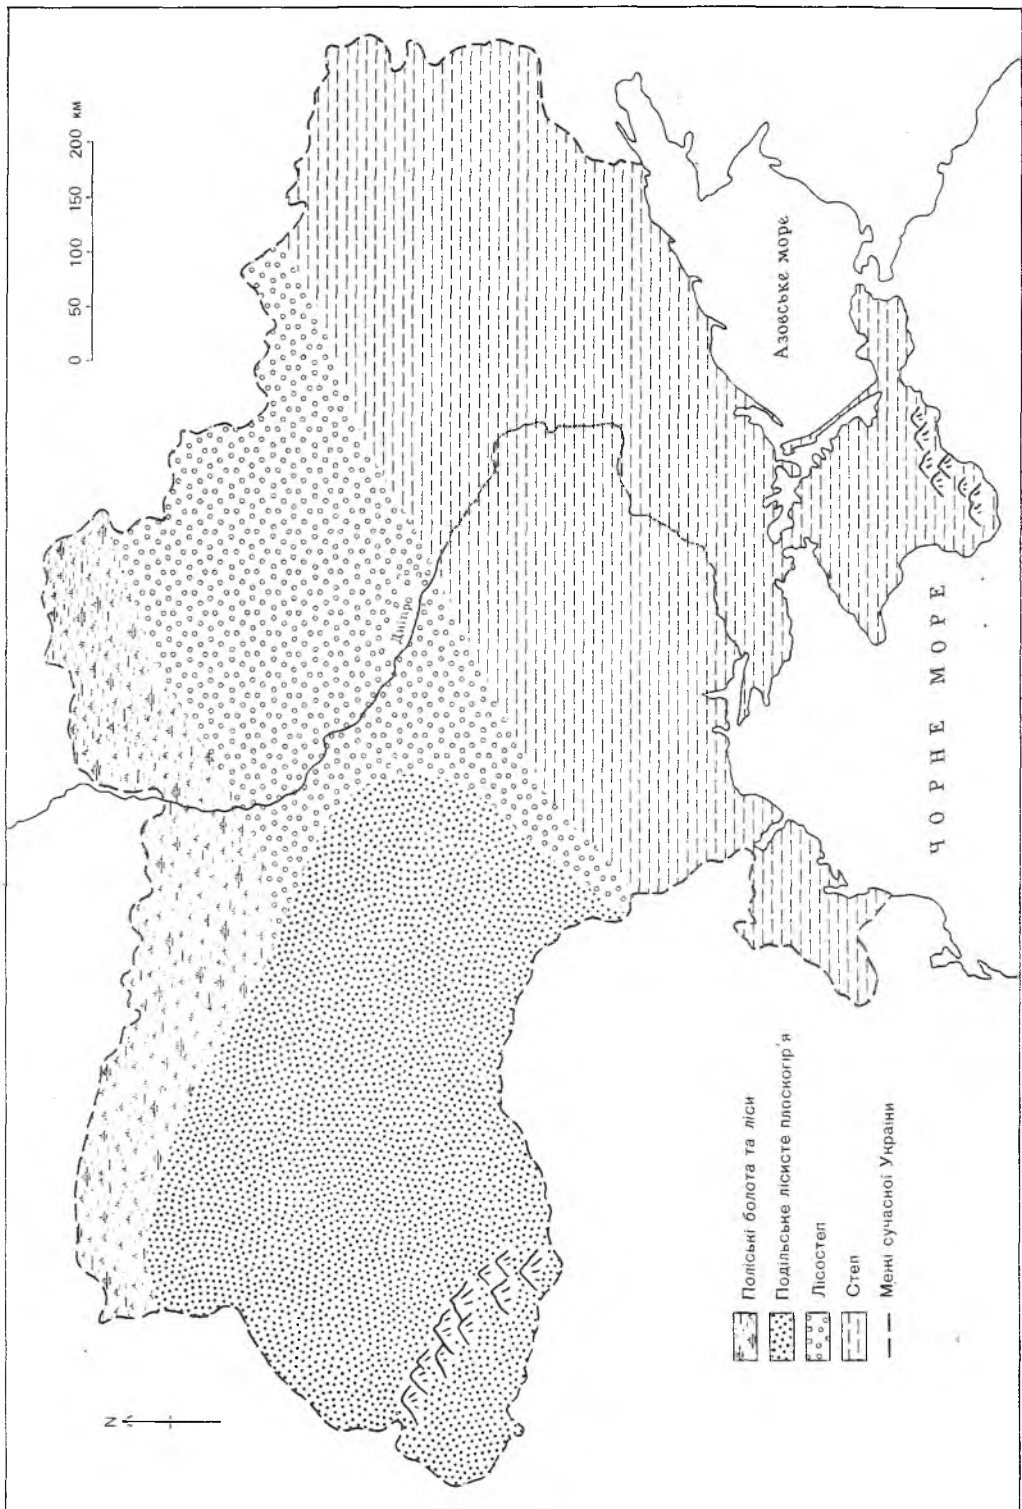 N
0 50 100 150 200 км
Дніпро
Азовське море
ЧОРНЕ МОРЕ
Поліські болота та ліси
Подільське лісисте плоскогір'я
Лісостеп
Степ
Межі сучасної України